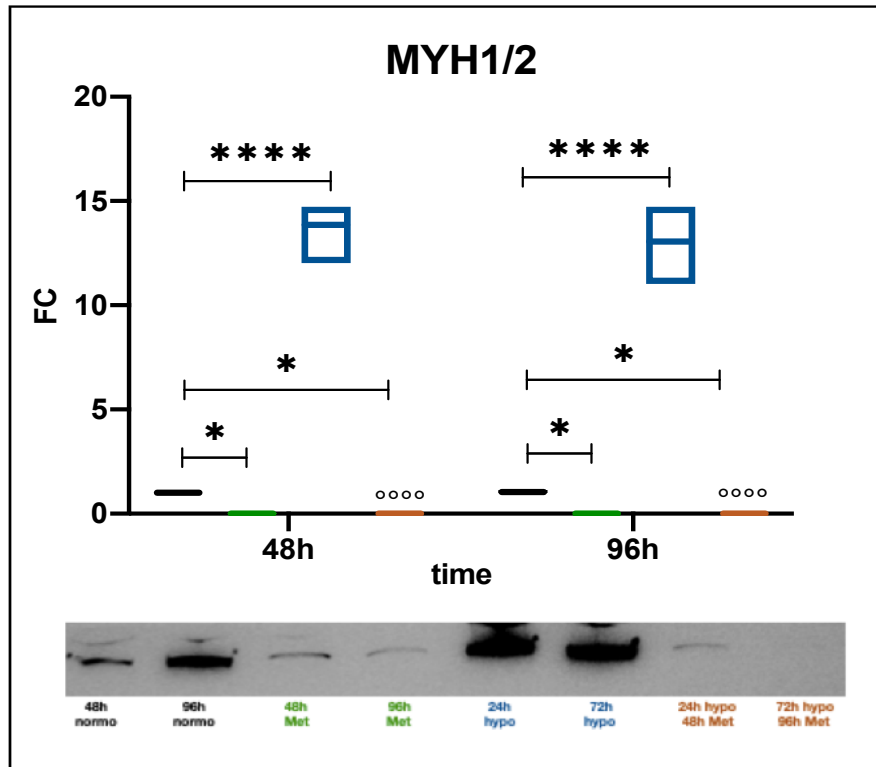 MYH1/2
20
****
****
15
FC
10
*
*
5
*
*
°°°°
°°°°
0
48h
96h
time
48h normo
96h normo
48h Met
96h Met
24h hypo
72h hypo
24h hypo 48h Met
72h hypo 96h Met